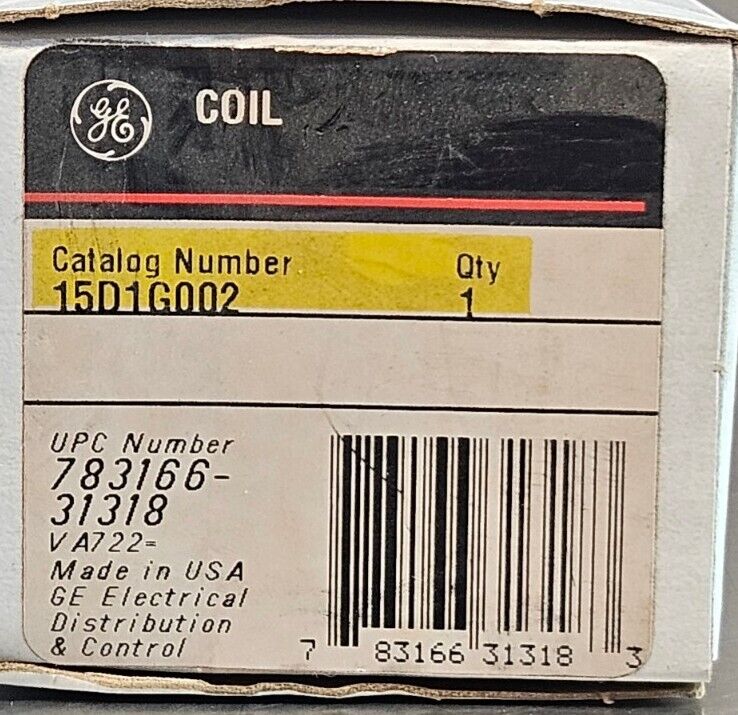 GE COIL
Catalog Number Qty
15D1G002 1
UPC Number
783166-
31318
VA722=
Made in USA
GE Electrical
Distribution
& Control
7 83166 31318 3